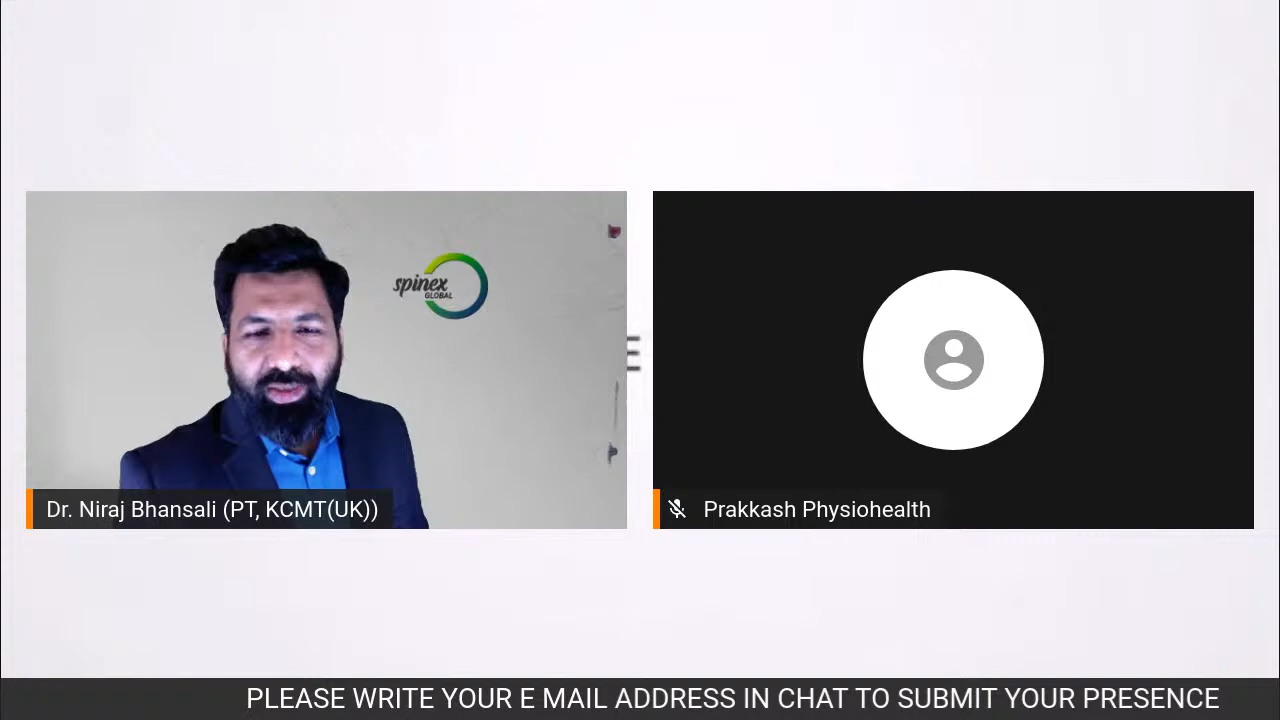 spinex
GLOBAL
E
Dr. Niraj Bhansali (PT, KCMT(UK))
Prakkash Physiohealth
PLEASE WRITE YOUR E MAIL ADDRESS IN CHAT TO SUBMIT YOUR PRESENCE